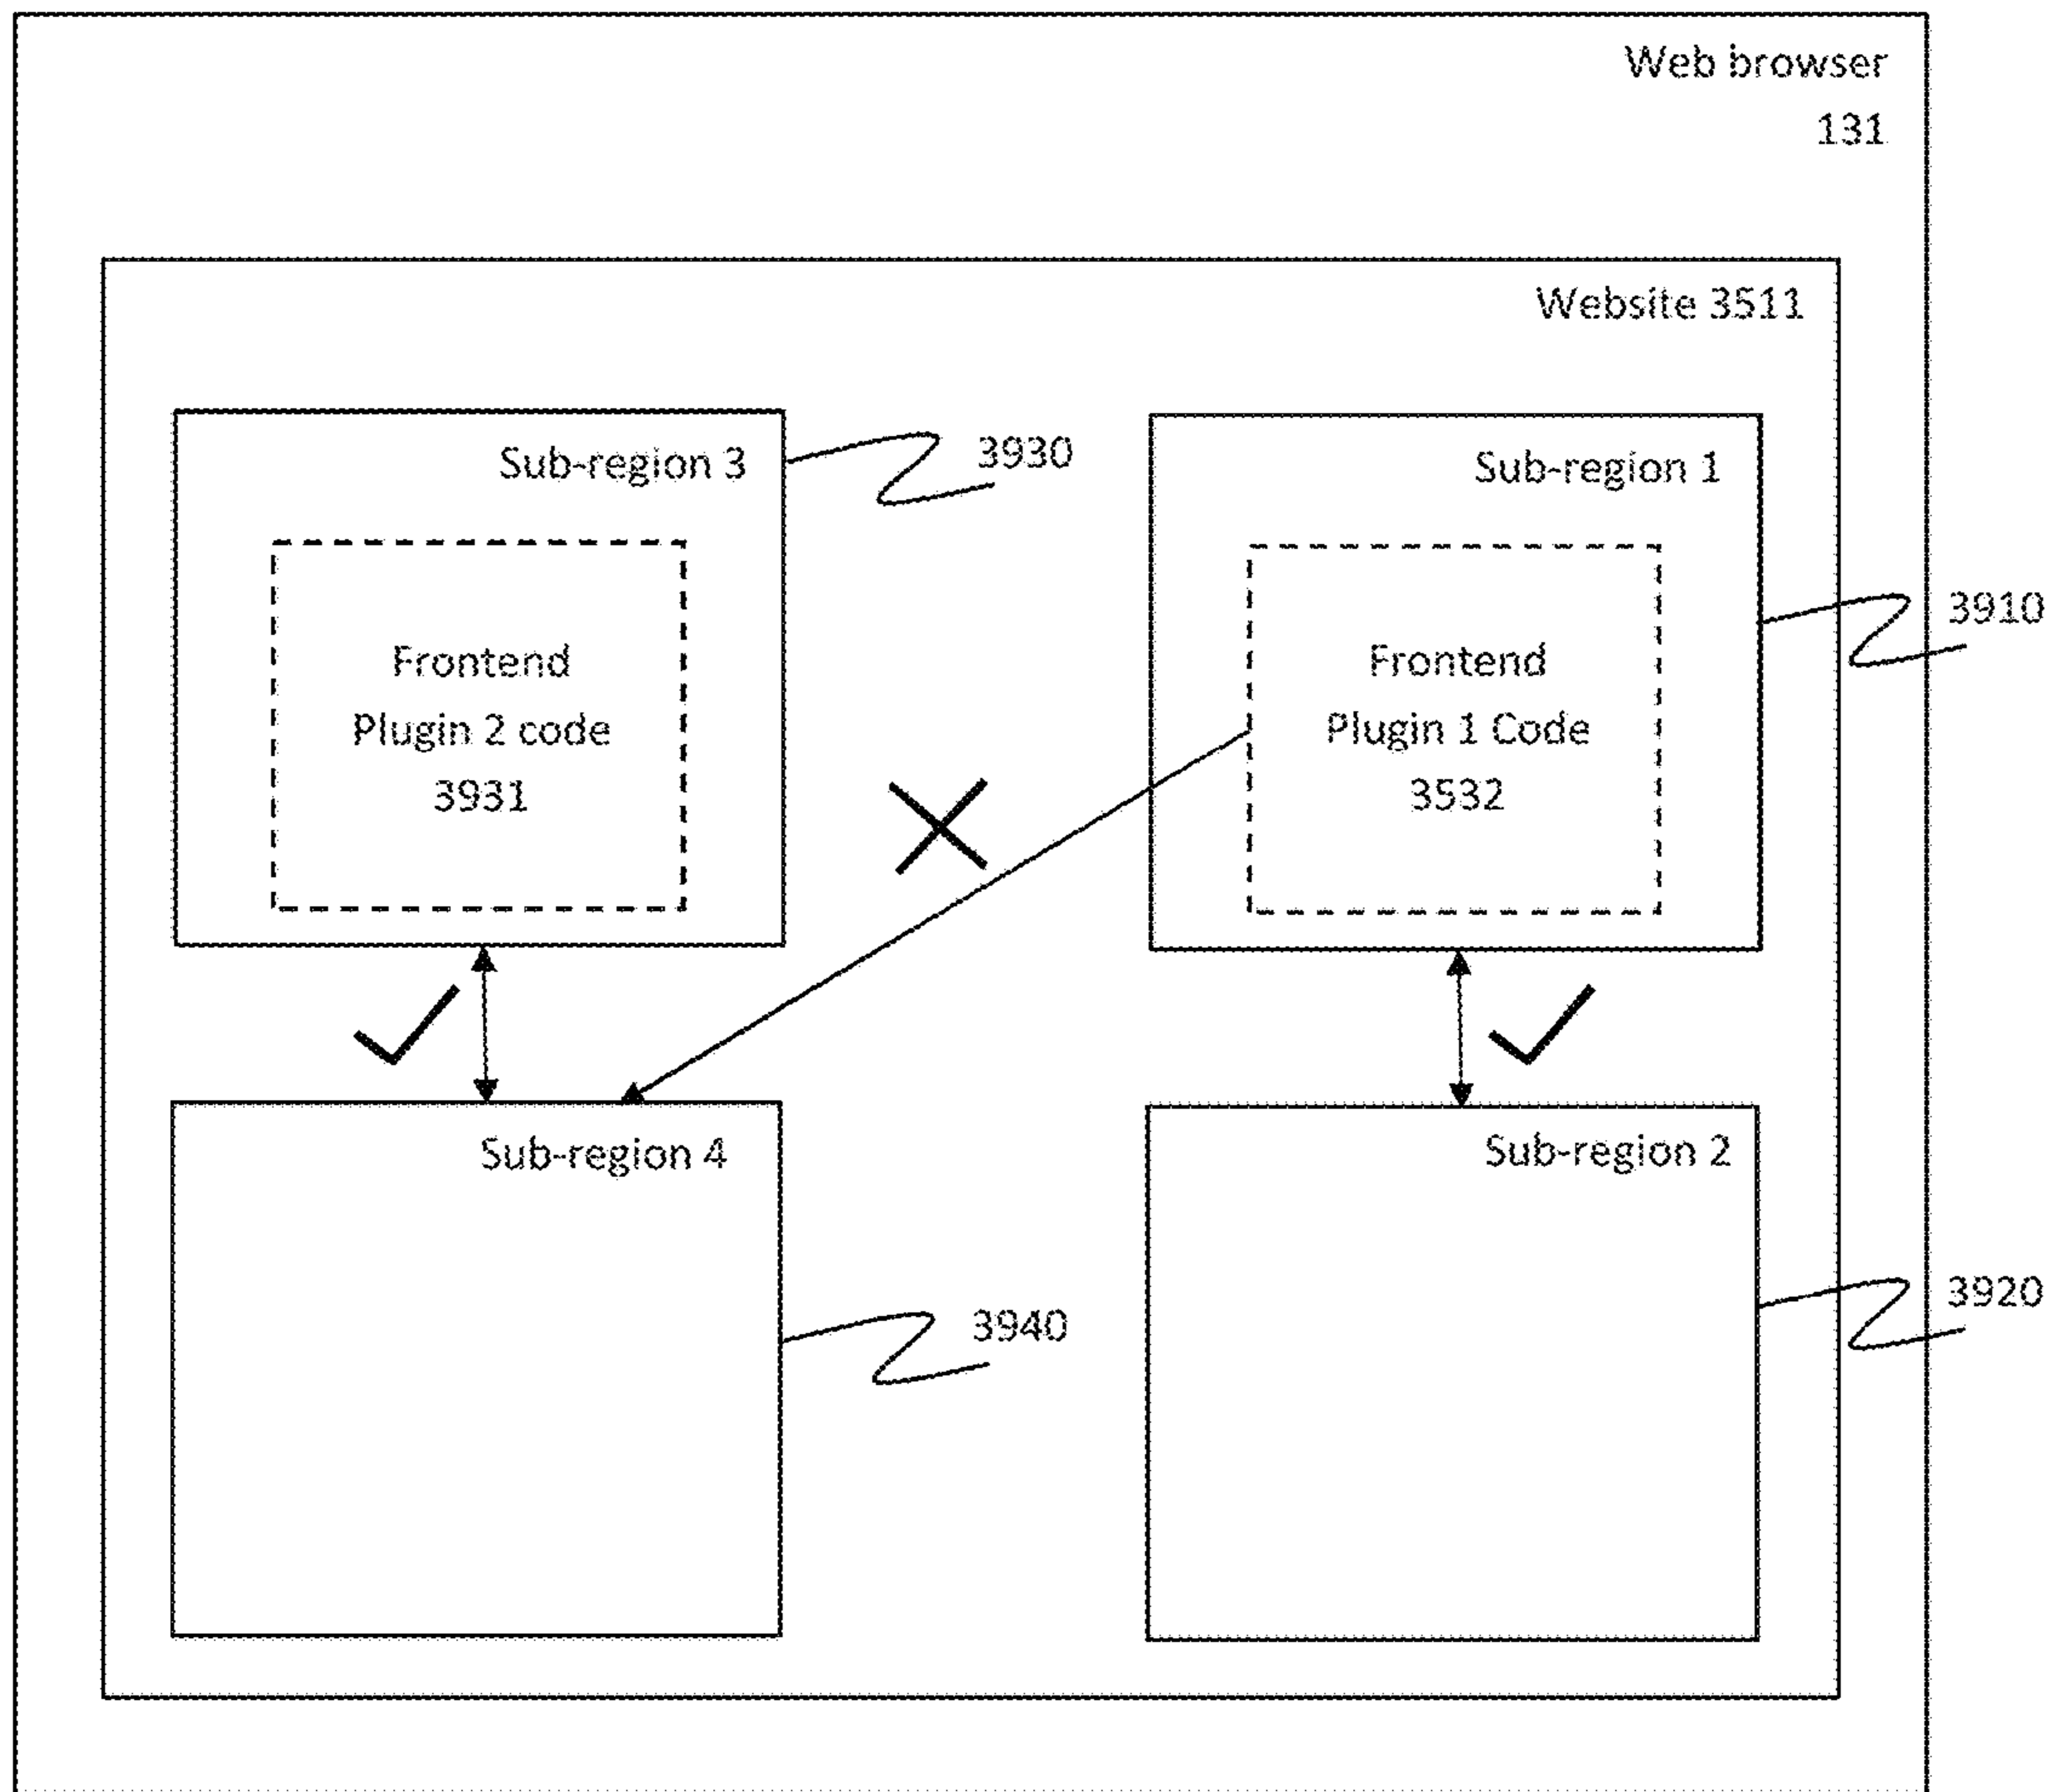 Web browser
131
Website 3511
Sub-region 3
3930
Sub-region 1
Frontend
Plugin 2 code
3931
Frontend
Plugin 1 Code
3532
3910
Sub-region 4
Sub-region 2
3940
3920